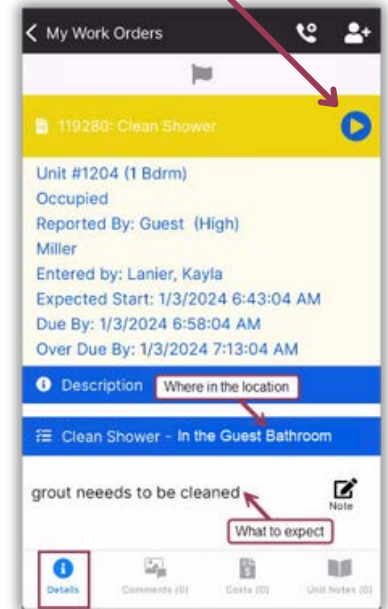 My Work Orders
119280: Clean Shower
Unit #1204 (1 Bdrm)
Occupied
Reported By: Guest (High)
Miller
Entered by: Lanier, Kayla
Expected Start: 1/3/2024 6:43:04 AM
Due By: 1/3/2024 6:58:04 AM
Over Due By: 1/3/2024 7:13:04 AM
Description Where in the location
Clean Shower - In the Guest Bathroom
grout neeeds to be cleaned
Note
What to expect
Details Comments (0) Costs (0) Unit Notes (0)